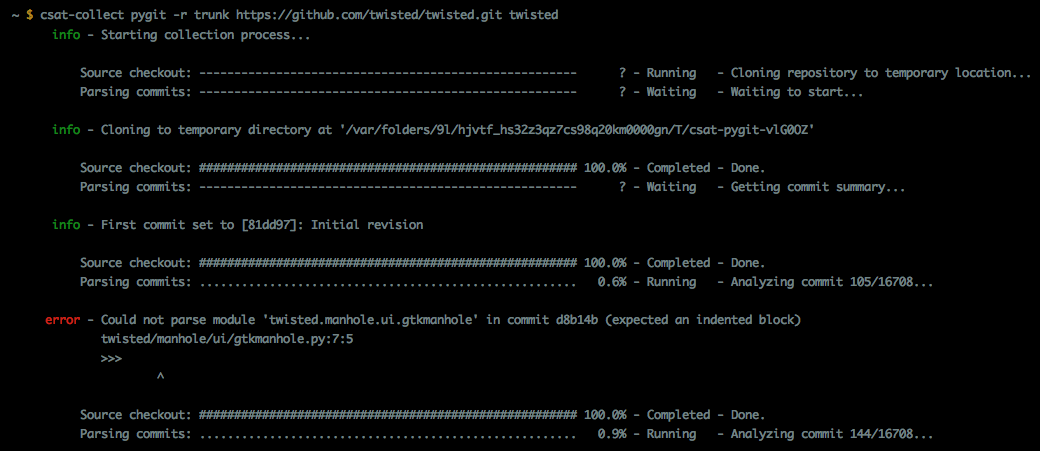 ~ $ csat-collect pygit -r trunk https://github.com/twisted/twisted.git twisted
info - Starting collection process...
Source checkout: ------------------------------------------------------ ? - Running - Cloning repository to temporary location...
Parsing commits: ------------------------------------------------------ ? - Waiting - Waiting to start...
info - Cloning to temporary directory at '/var/folders/9l/hjvtf_hs32z3qz7cs98q20km0000gn/T/csat-pygit-vlG0OZ'
Source checkout: ###################################################### 100.0% - Completed - Done.
Parsing commits: ------------------------------------------------------ ? - Waiting - Getting commit summary...
info - First commit set to [81dd97]: Initial revision
Source checkout: ###################################################### 100.0% - Completed - Done.
Parsing commits: ...................................................... 0.6% - Running - Analyzing commit 105/16708...
error - Could not parse module 'twisted.manhole.ui.gtkmanhole' in commit d8b14b (expected an indented block)
twisted/manhole/ui/gtkmanhole.py:7:5
>>>
^
Source checkout: ###################################################### 100.0% - Completed - Done.
Parsing commits: ...................................................... 0.9% - Running - Analyzing commit 144/16708...